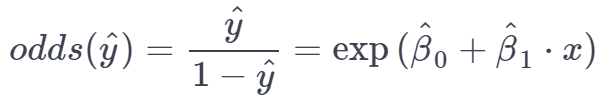 odds(ŷ) = ŷ / (1 − ŷ) = exp (β̂₀ + β̂₁ · x)